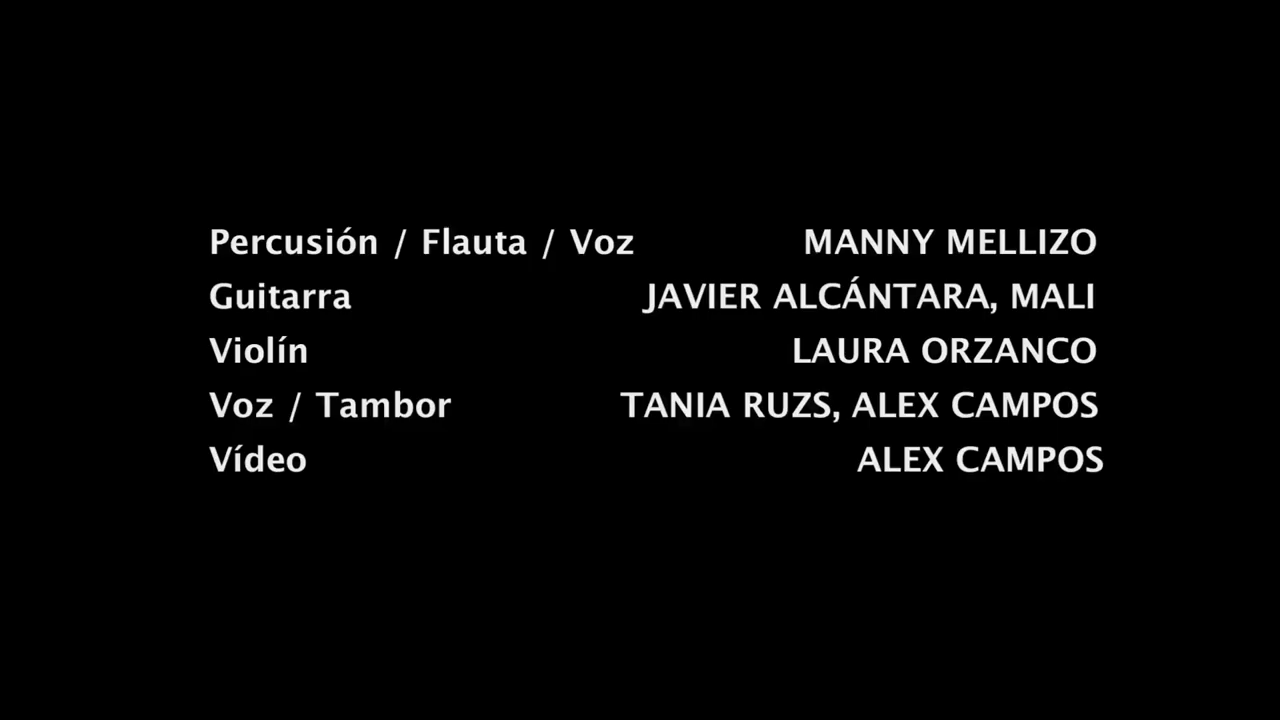 Percusión / Flauta / Voz MANNY MELLIZO
Guitarra JAVIER ALCÁNTARA, MALI
Violín LAURA ORZANCO
Voz / Tambor TANIA RUZS, ALEX CAMPOS
Vídeo ALEX CAMPOS